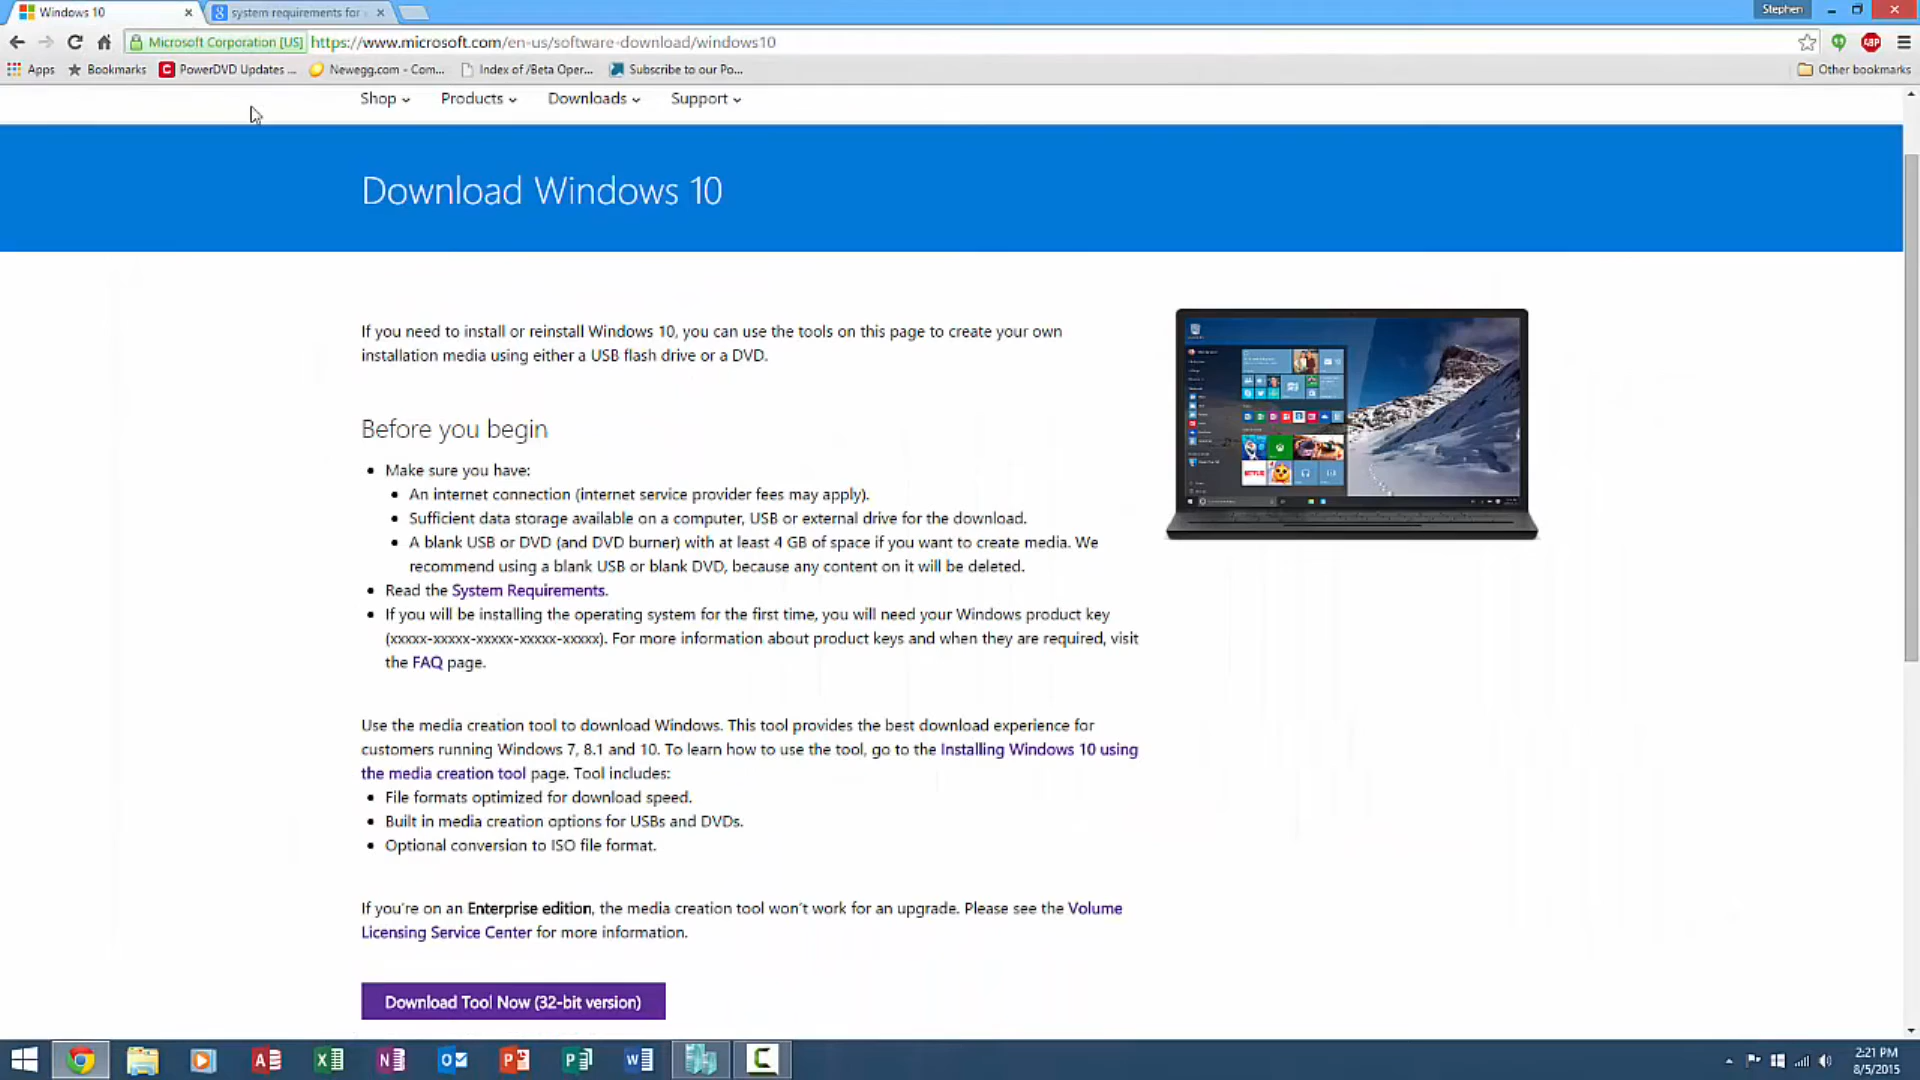 Windows 10
system requirements for
Stephen
Microsoft Corporation [US] https://www.microsoft.com/en-us/software-download/windows10
ABP
Apps Bookmarks PowerDVD Updates ... Newegg.com - Com... Index of /Beta Oper... Subscribe to our Po... Other bookmarks
Shop Products Downloads Support
Download Windows 10
If you need to install or reinstall Windows 10, you can use the tools on this page to create your own
installation media using either a USB flash drive or a DVD.
Before you begin
Make sure you have:
An internet connection (internet service provider fees may apply).
Sufficient data storage available on a computer, USB or external drive for the download.
A blank USB or DVD (and DVD burner) with at least 4 GB of space if you want to create media. We
recommend using a blank USB or blank DVD, because any content on it will be deleted.
Read the System Requirements.
If you will be installing the operating system for the first time, you will need your Windows product key
(xxxxx-xxxxx-xxxxx-xxxxx-xxxxx). For more information about product keys and when they are required, visit
the FAQ page.
Use the media creation tool to download Windows. This tool provides the best download experience for
customers running Windows 7, 8.1 and 10. To learn how to use the tool, go to the Installing Windows 10 using
the media creation tool page. Tool includes:
File formats optimized for download speed.
Built in media creation options for USBs and DVDs.
Optional conversion to ISO file format.
If you're on an Enterprise edition, the media creation tool won't work for an upgrade. Please see the Volume
Licensing Service Center for more information.
Download Tool Now (32-bit version)
2:21 PM
8/5/2015